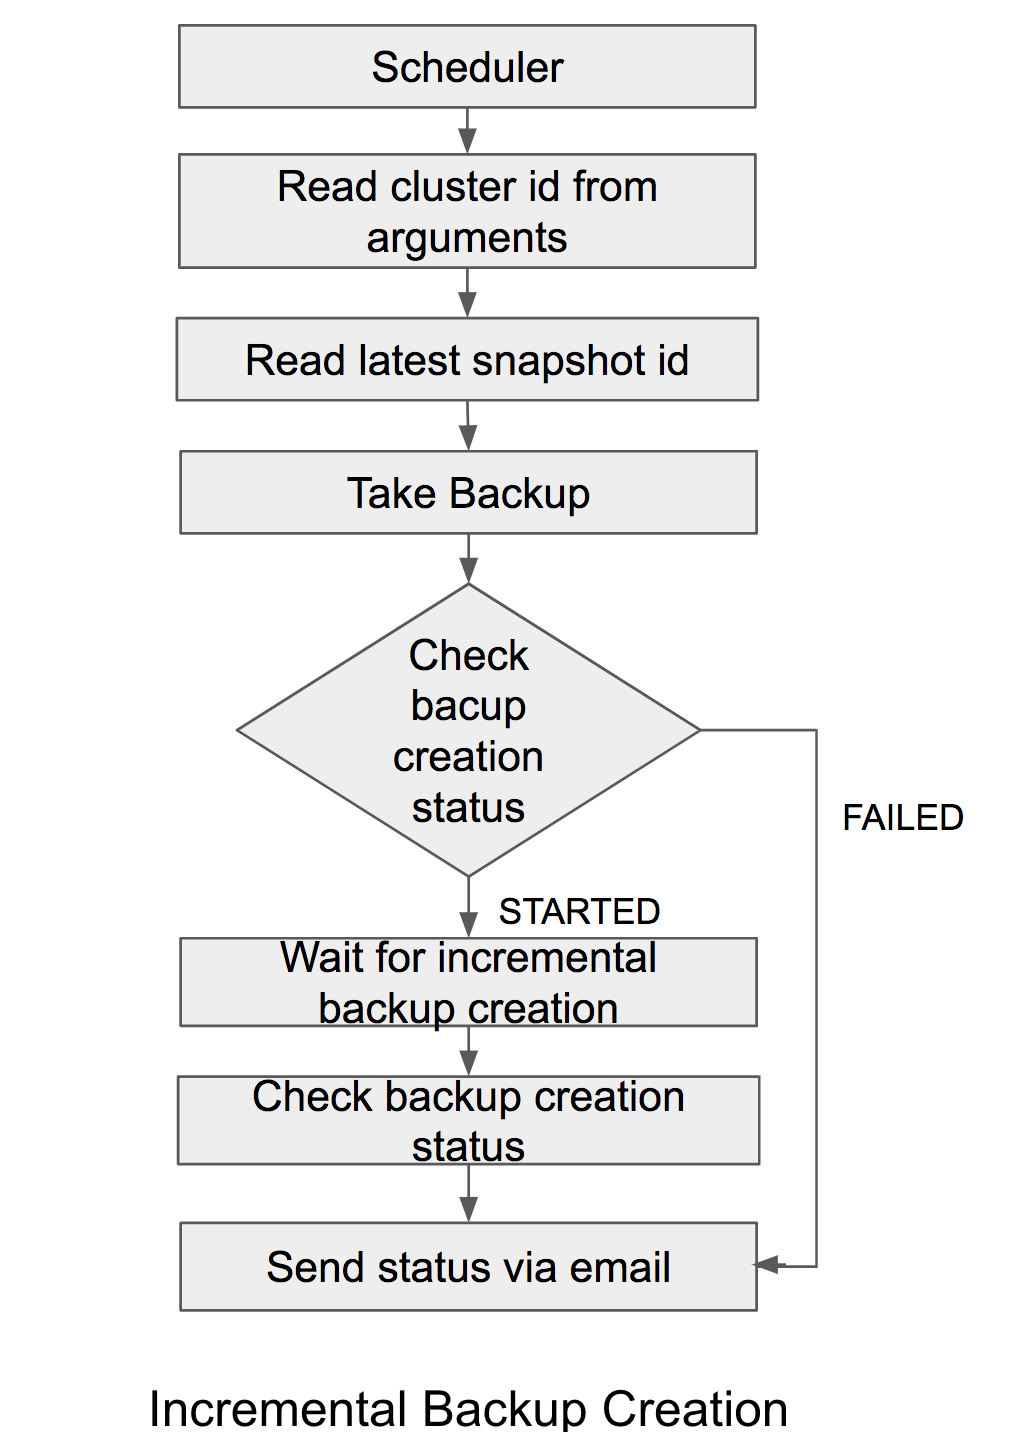 Scheduler
Read cluster id from
arguments
Read latest snapshot id
Take Backup
Check
bacup
creation
status
FAILED
STARTED
Wait for incremental
backup creation
Check backup creation
status
Send status via email
Incremental Backup Creation